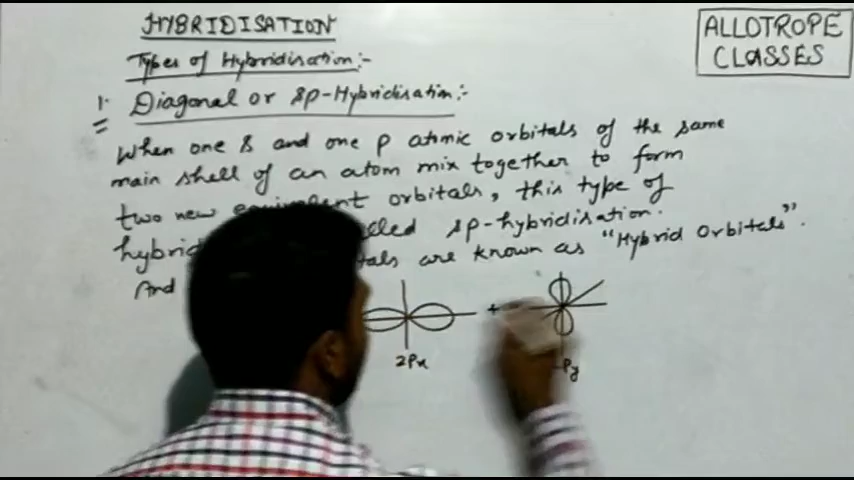 HYBRIDISATION
ALLOTROPE
CLASSES
Types of Hybridisation:-
1. Diagonal or sp-Hybridisation:-
When one s and one p atomic orbitals of the same
main shell of an atom mix together to form
two new orbitals, this type of
hybrid sp-hybridisation.
And are known as "Hybrid Orbitals".
+
2Px
Py